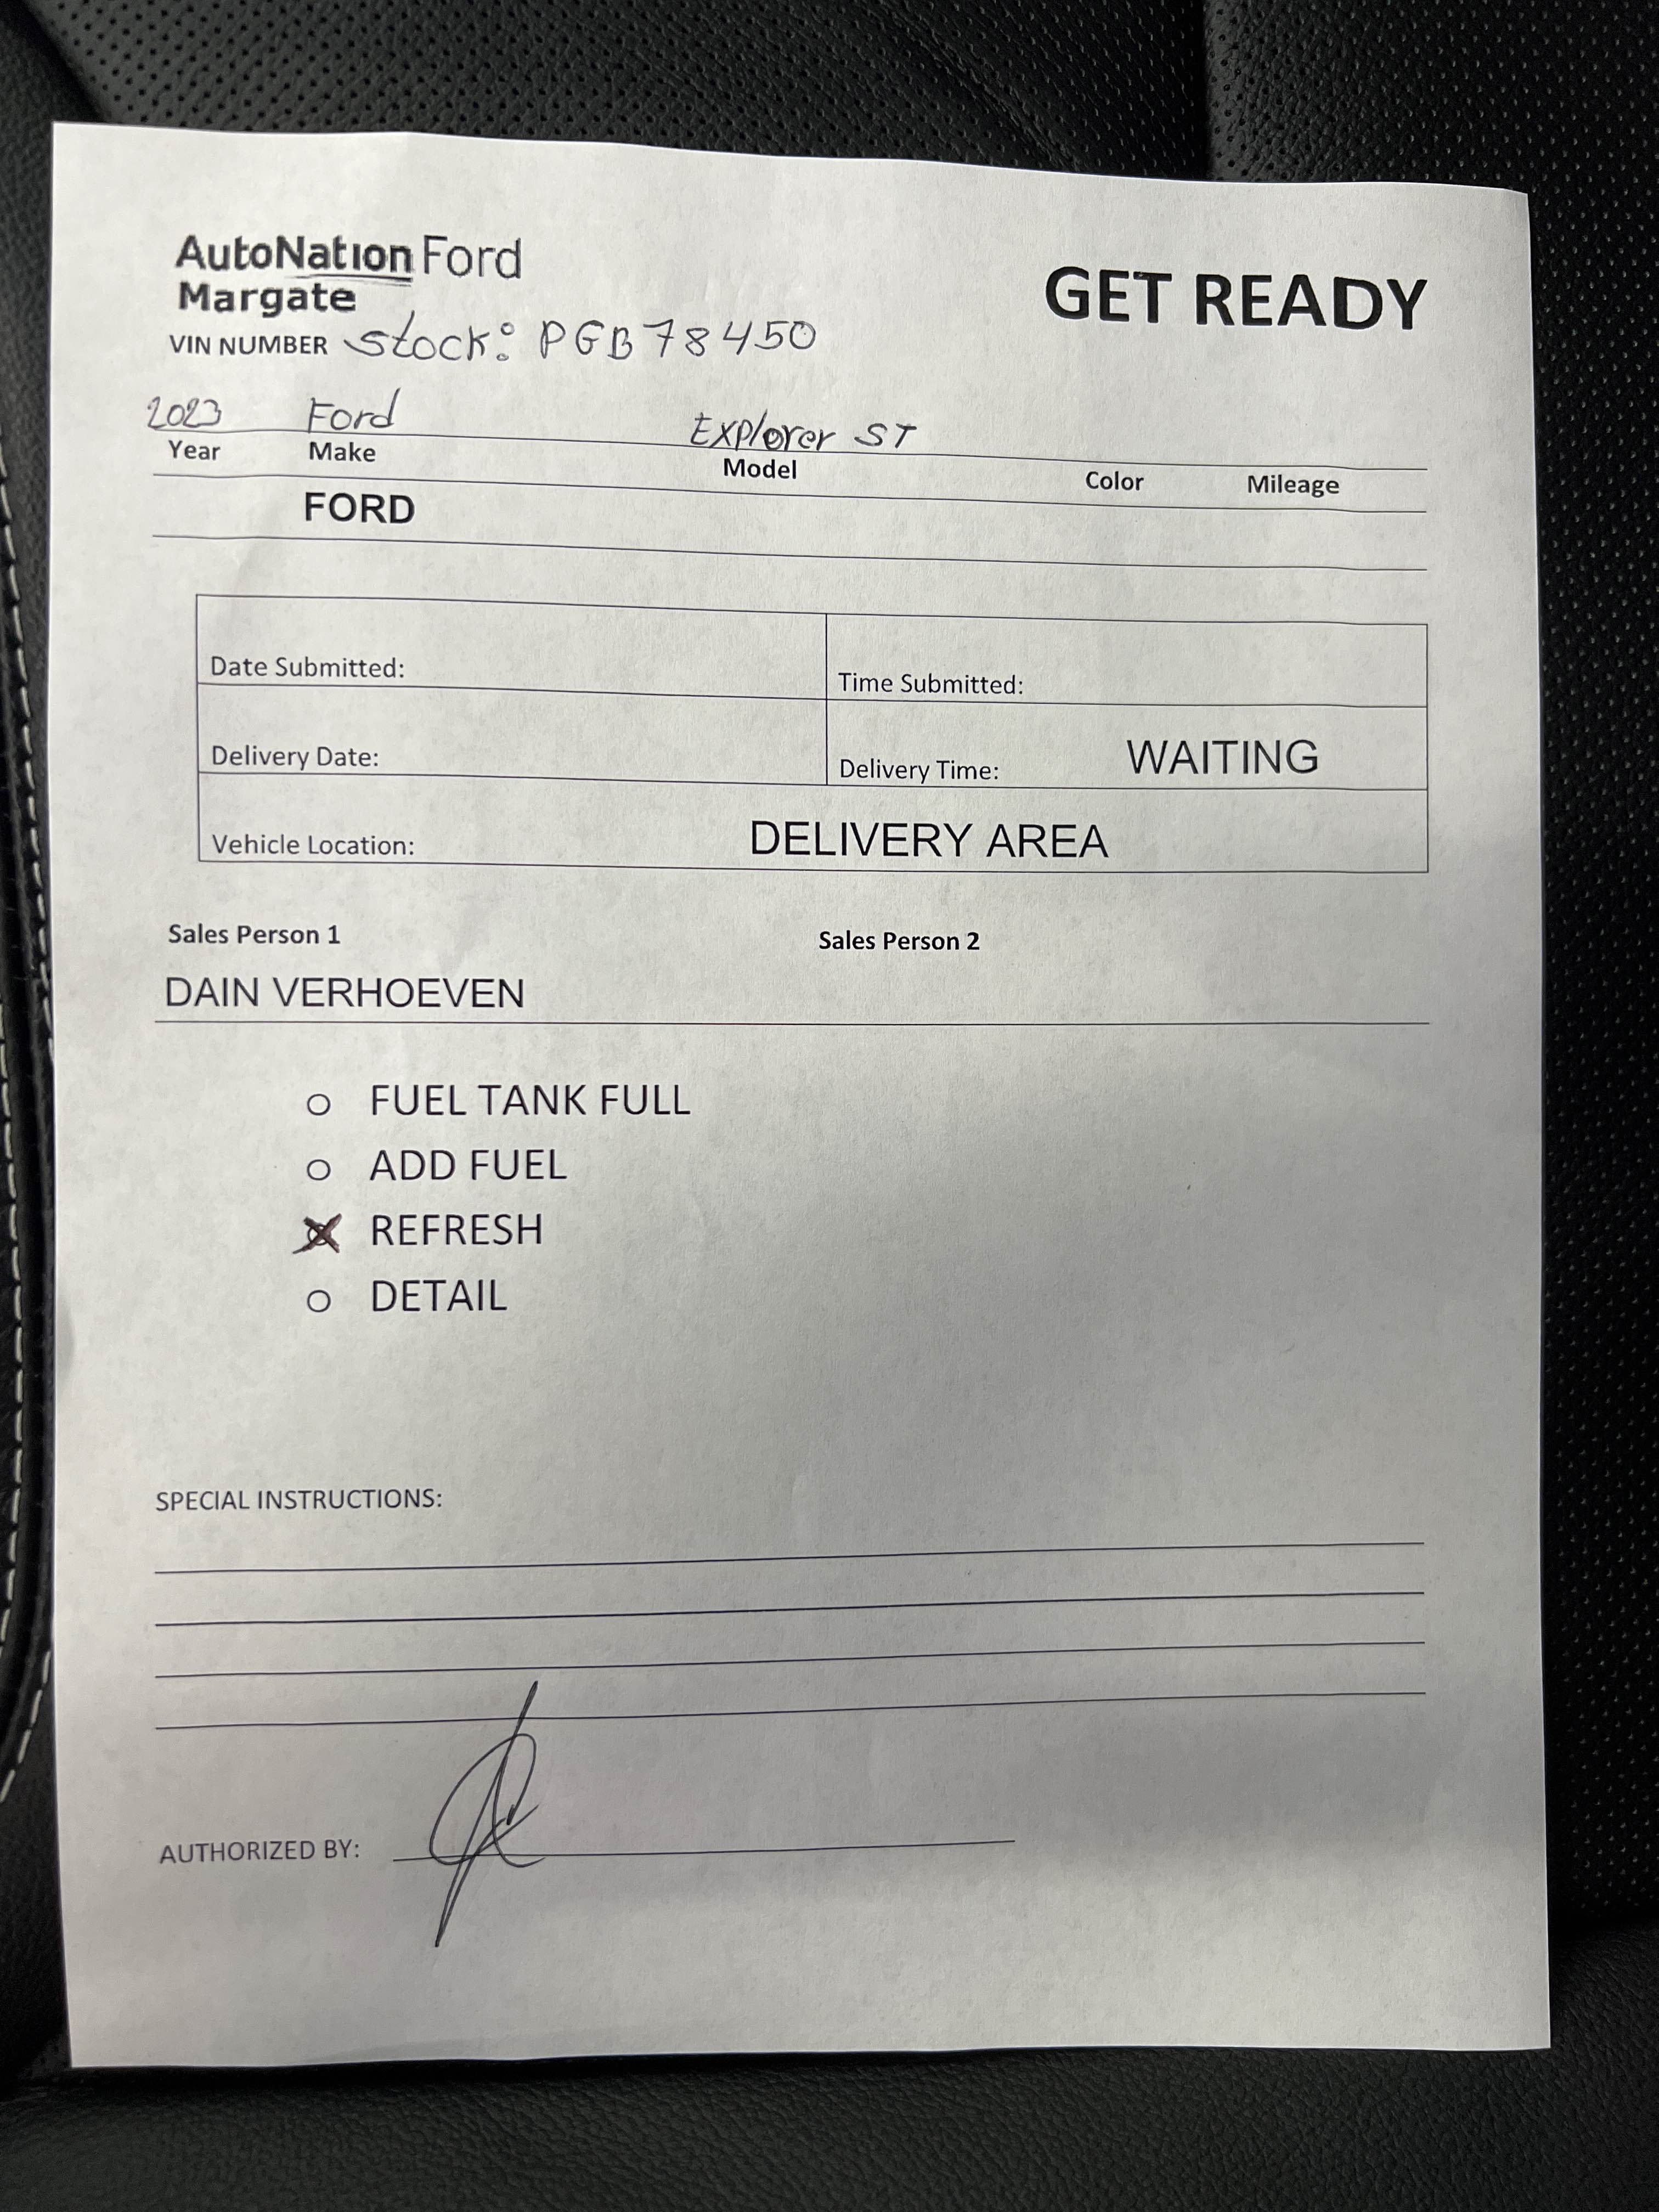 AutoNation Ford
Margate
GET READY
VIN NUMBER Stock: PGB78450
2023 Ford Explorer ST
Year Make Model Color Mileage
FORD
Date Submitted: Time Submitted:
Delivery Date: Delivery Time: WAITING
Vehicle Location: DELIVERY AREA
Sales Person 1 Sales Person 2
DAIN VERHOEVEN
FUEL TANK FULL
ADD FUEL
REFRESH
DETAIL
SPECIAL INSTRUCTIONS:
AUTHORIZED BY: